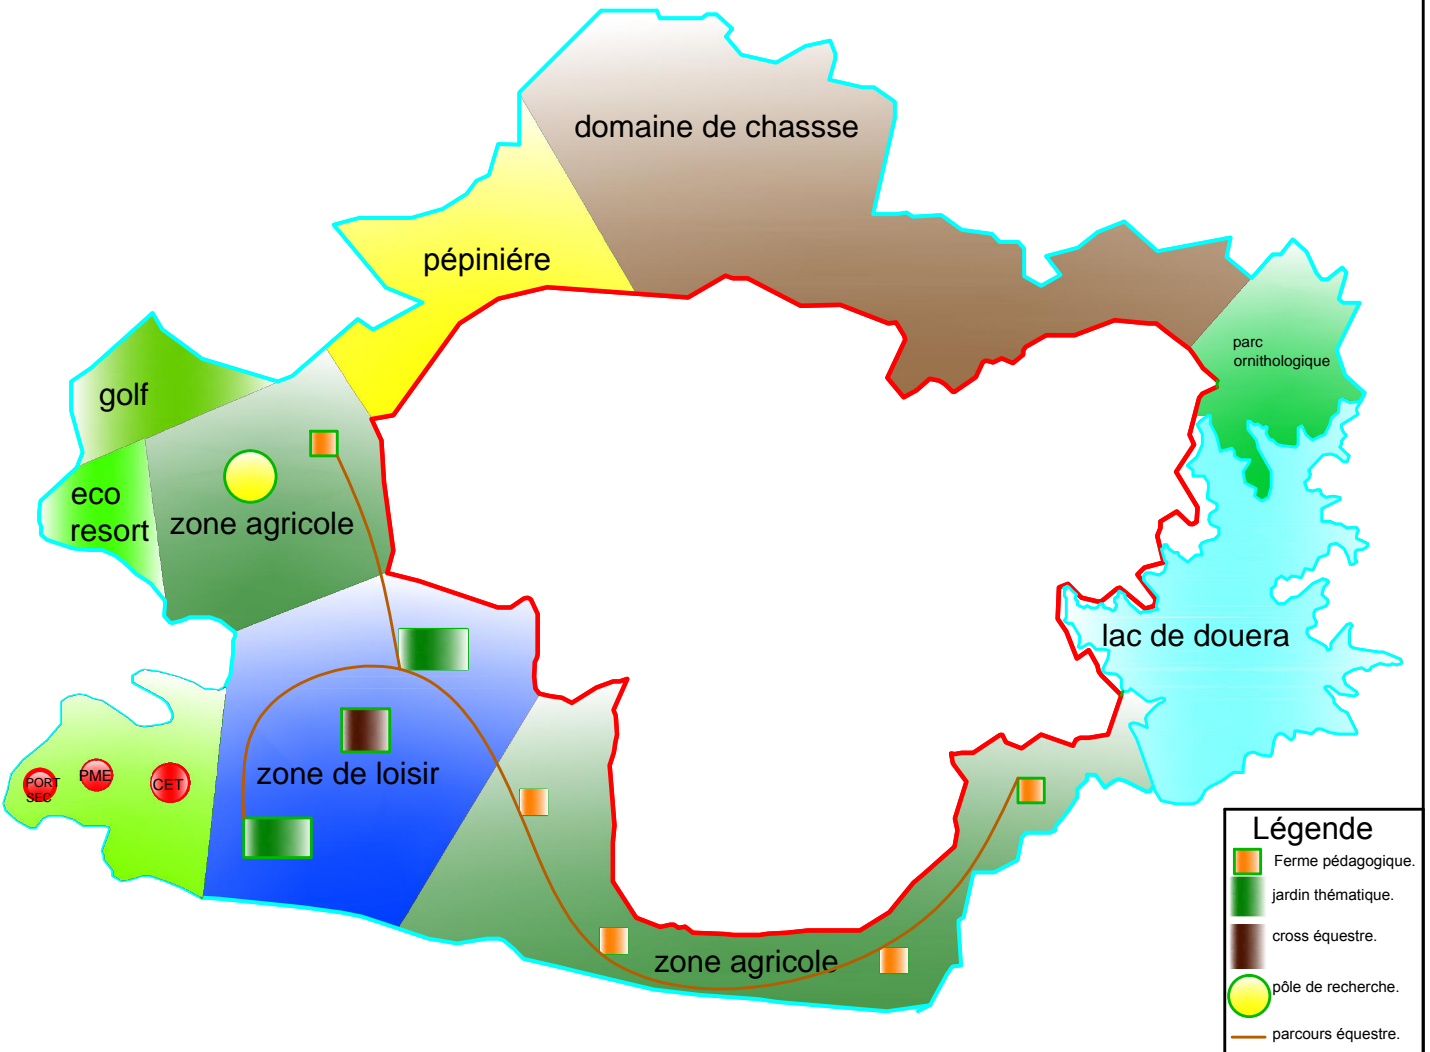 domaine de chassse
pépiniére
parc
ornithologique
golf
eco
resort
zone agricole
lac de douera
zone de loisir
PORT
SEC
PME
CET
zone agricole
Légende
Ferme pédagogique.
jardin thématique.
cross équestre.
pôle de recherche.
parcours équestre.